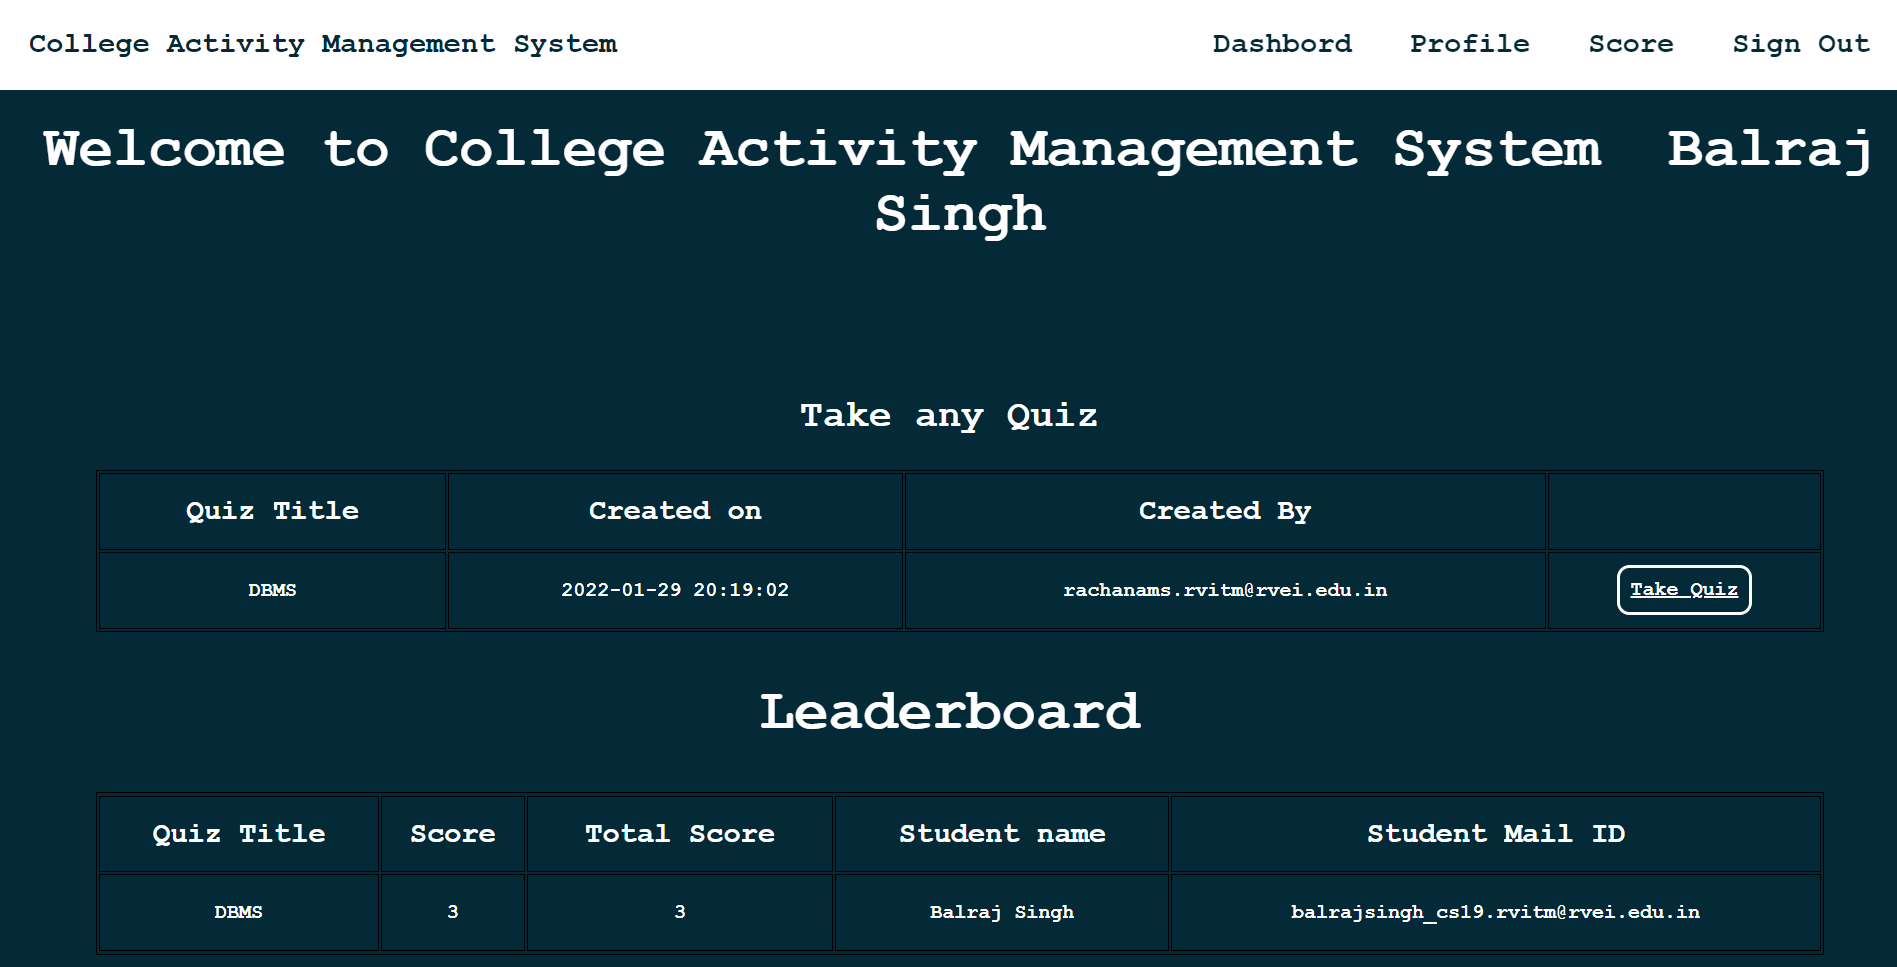 College Activity Management System Dashbord Profile Score Sign Out
Welcome to College Activity Management System Balraj
Singh
Take any Quiz
Quiz Title Created on Created By
DBMS 2022-01-29 20:19:02 rachanams.rvitm@rvei.edu.in Take Quiz
Leaderboard
Quiz Title Score Total Score Student name Student Mail ID
DBMS 3 3 Balraj Singh balrajsingh_cs19.rvitm@rvei.edu.in